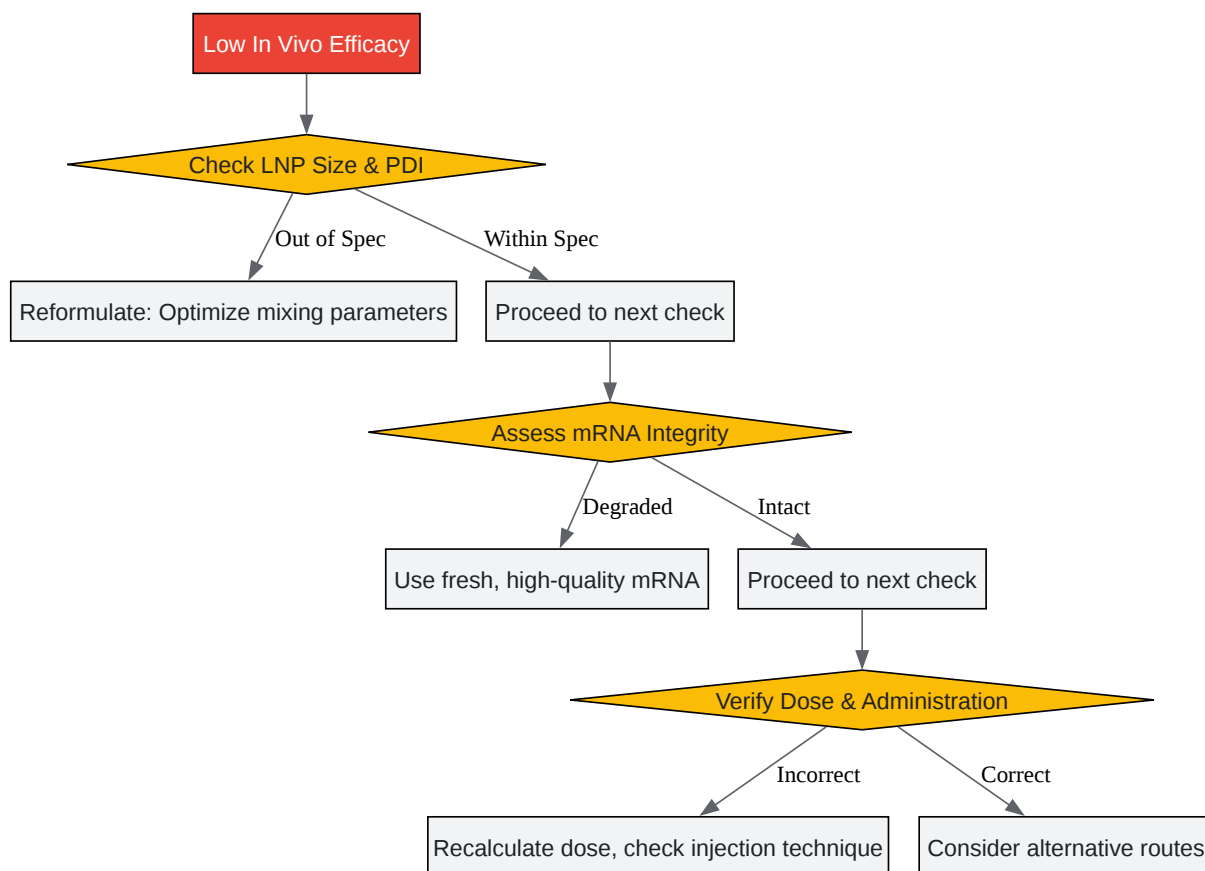 Low In Vivo Efficacy
Check LNP Size & PDI
Out of Spec
Within Spec
Reformulate: Optimize mixing parameters
Proceed to next check
Assess mRNA Integrity
Degraded
Intact
Use fresh, high-quality mRNA
Proceed to next check
Verify Dose & Administration
Incorrect
Correct
Recalculate dose, check injection technique
Consider alternative routes